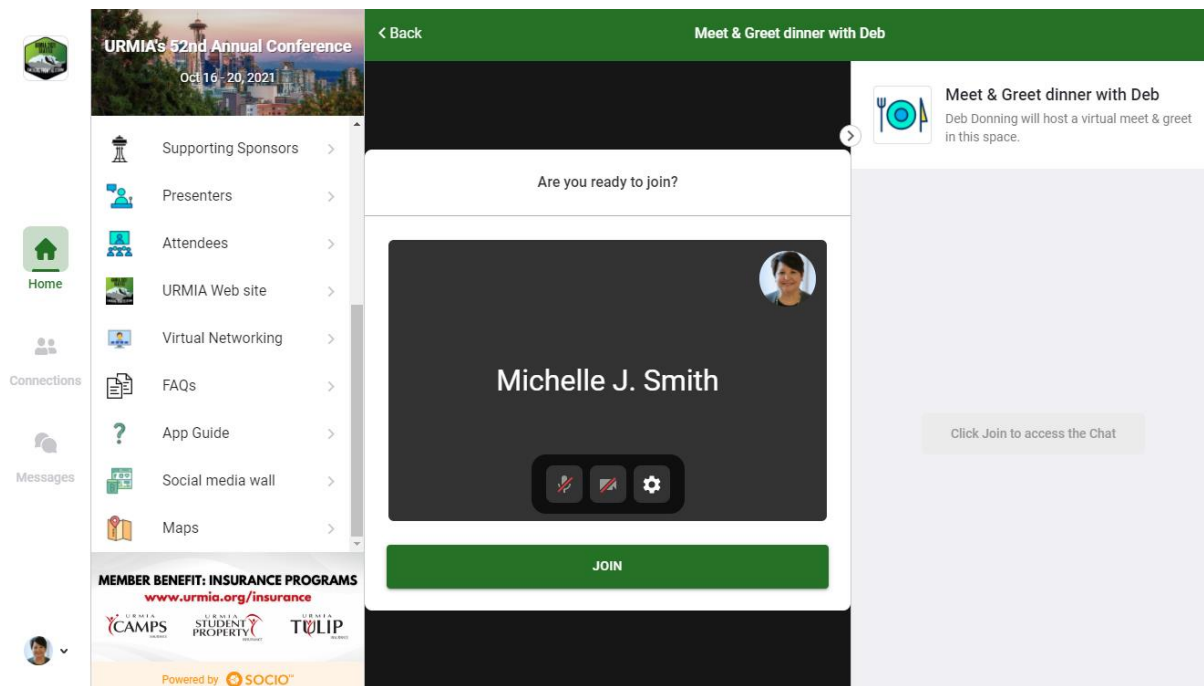 URMIA's 52nd Annual Conference
Oct 16 - 20, 2021
Home
Connections
Messages
Supporting Sponsors
Presenters
Attendees
URMIA Web site
Virtual Networking
FAQs
App Guide
Social media wall
Maps
MEMBER BENEFIT: INSURANCE PROGRAMS
www.urmia.org/insurance
URMIA
CAMPS
URMIA
STUDENT
PROPERTY
URMIA
TULIP
Powered by SOCIO™
Back
Meet & Greet dinner with Deb
Are you ready to join?
Michelle J. Smith
JOIN
Meet & Greet dinner with Deb
Deb Donning will host a virtual meet & greet
in this space.
Click Join to access the Chat